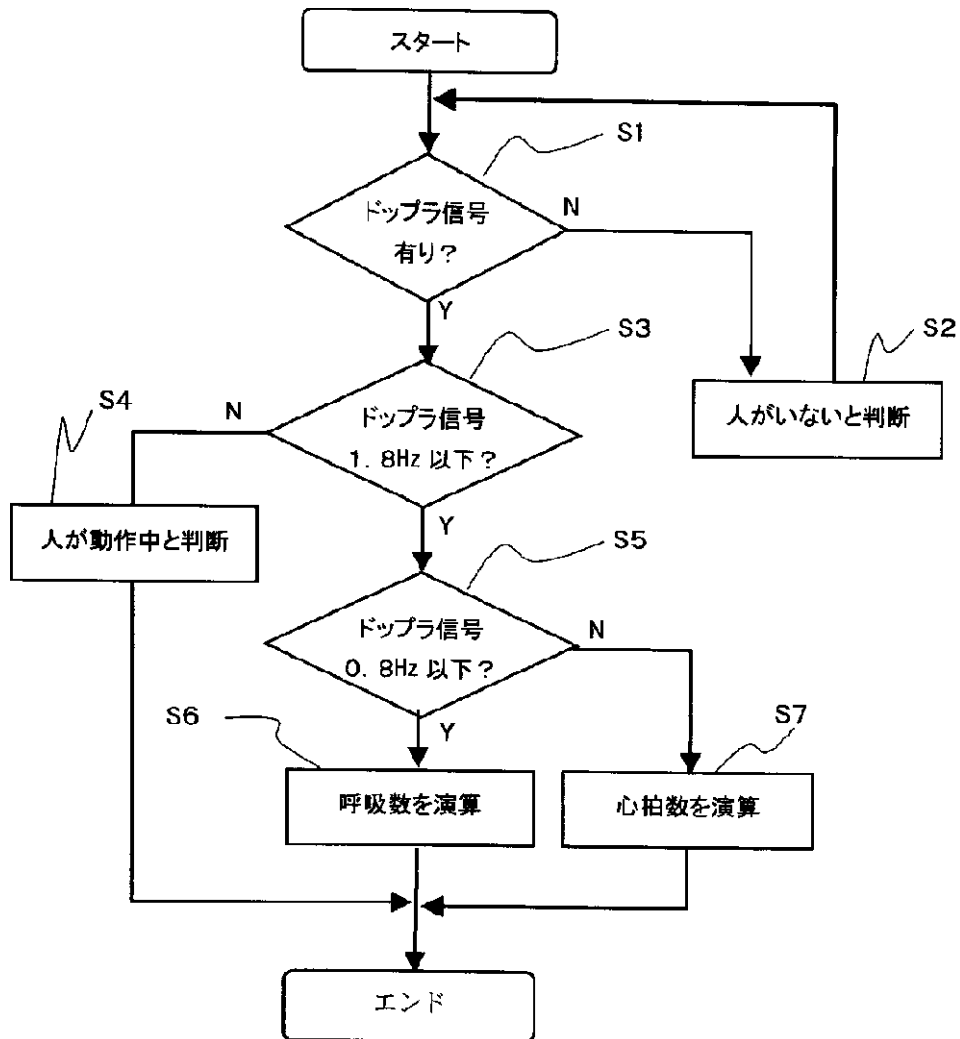 スタート
S1
ドップラ信号
有り？
N
Y
S3
S2
人がいないと判断
S4
N
ドップラ信号
1．8Hz 以下？
Y
人が動作中と判断
S5
ドップラ信号
0．8Hz 以下？
N
Y
S6
S7
呼吸数を演算
心拍数を演算
エンド